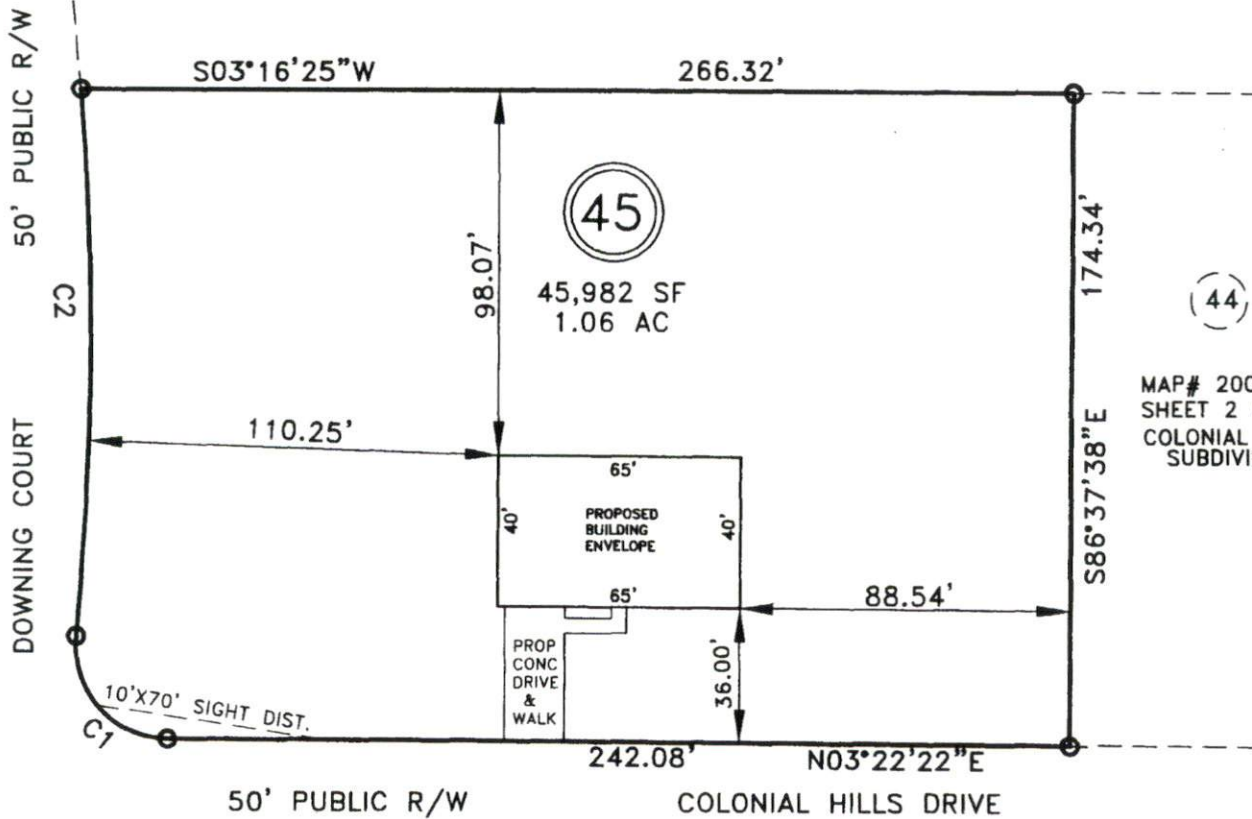 50' PUBLIC R/W
S03°16'25"W
266.32'
45
45,982 SF
1.06 AC
98.07'
174.34'
44
C2
MAP# 200
SHEET 2
COLONIAL
SUBDIVI
110.25'
S86°37'38"E
DOWNING COURT
65'
40'
PROPOSED
BUILDING
ENVELOPE
40'
65'
88.54'
36.00'
PROP
CONC
DRIVE
&
WALK
10'X70' SIGHT DIST.
C1
242.08'
N03°22'22"E
50' PUBLIC R/W
COLONIAL HILLS DRIVE